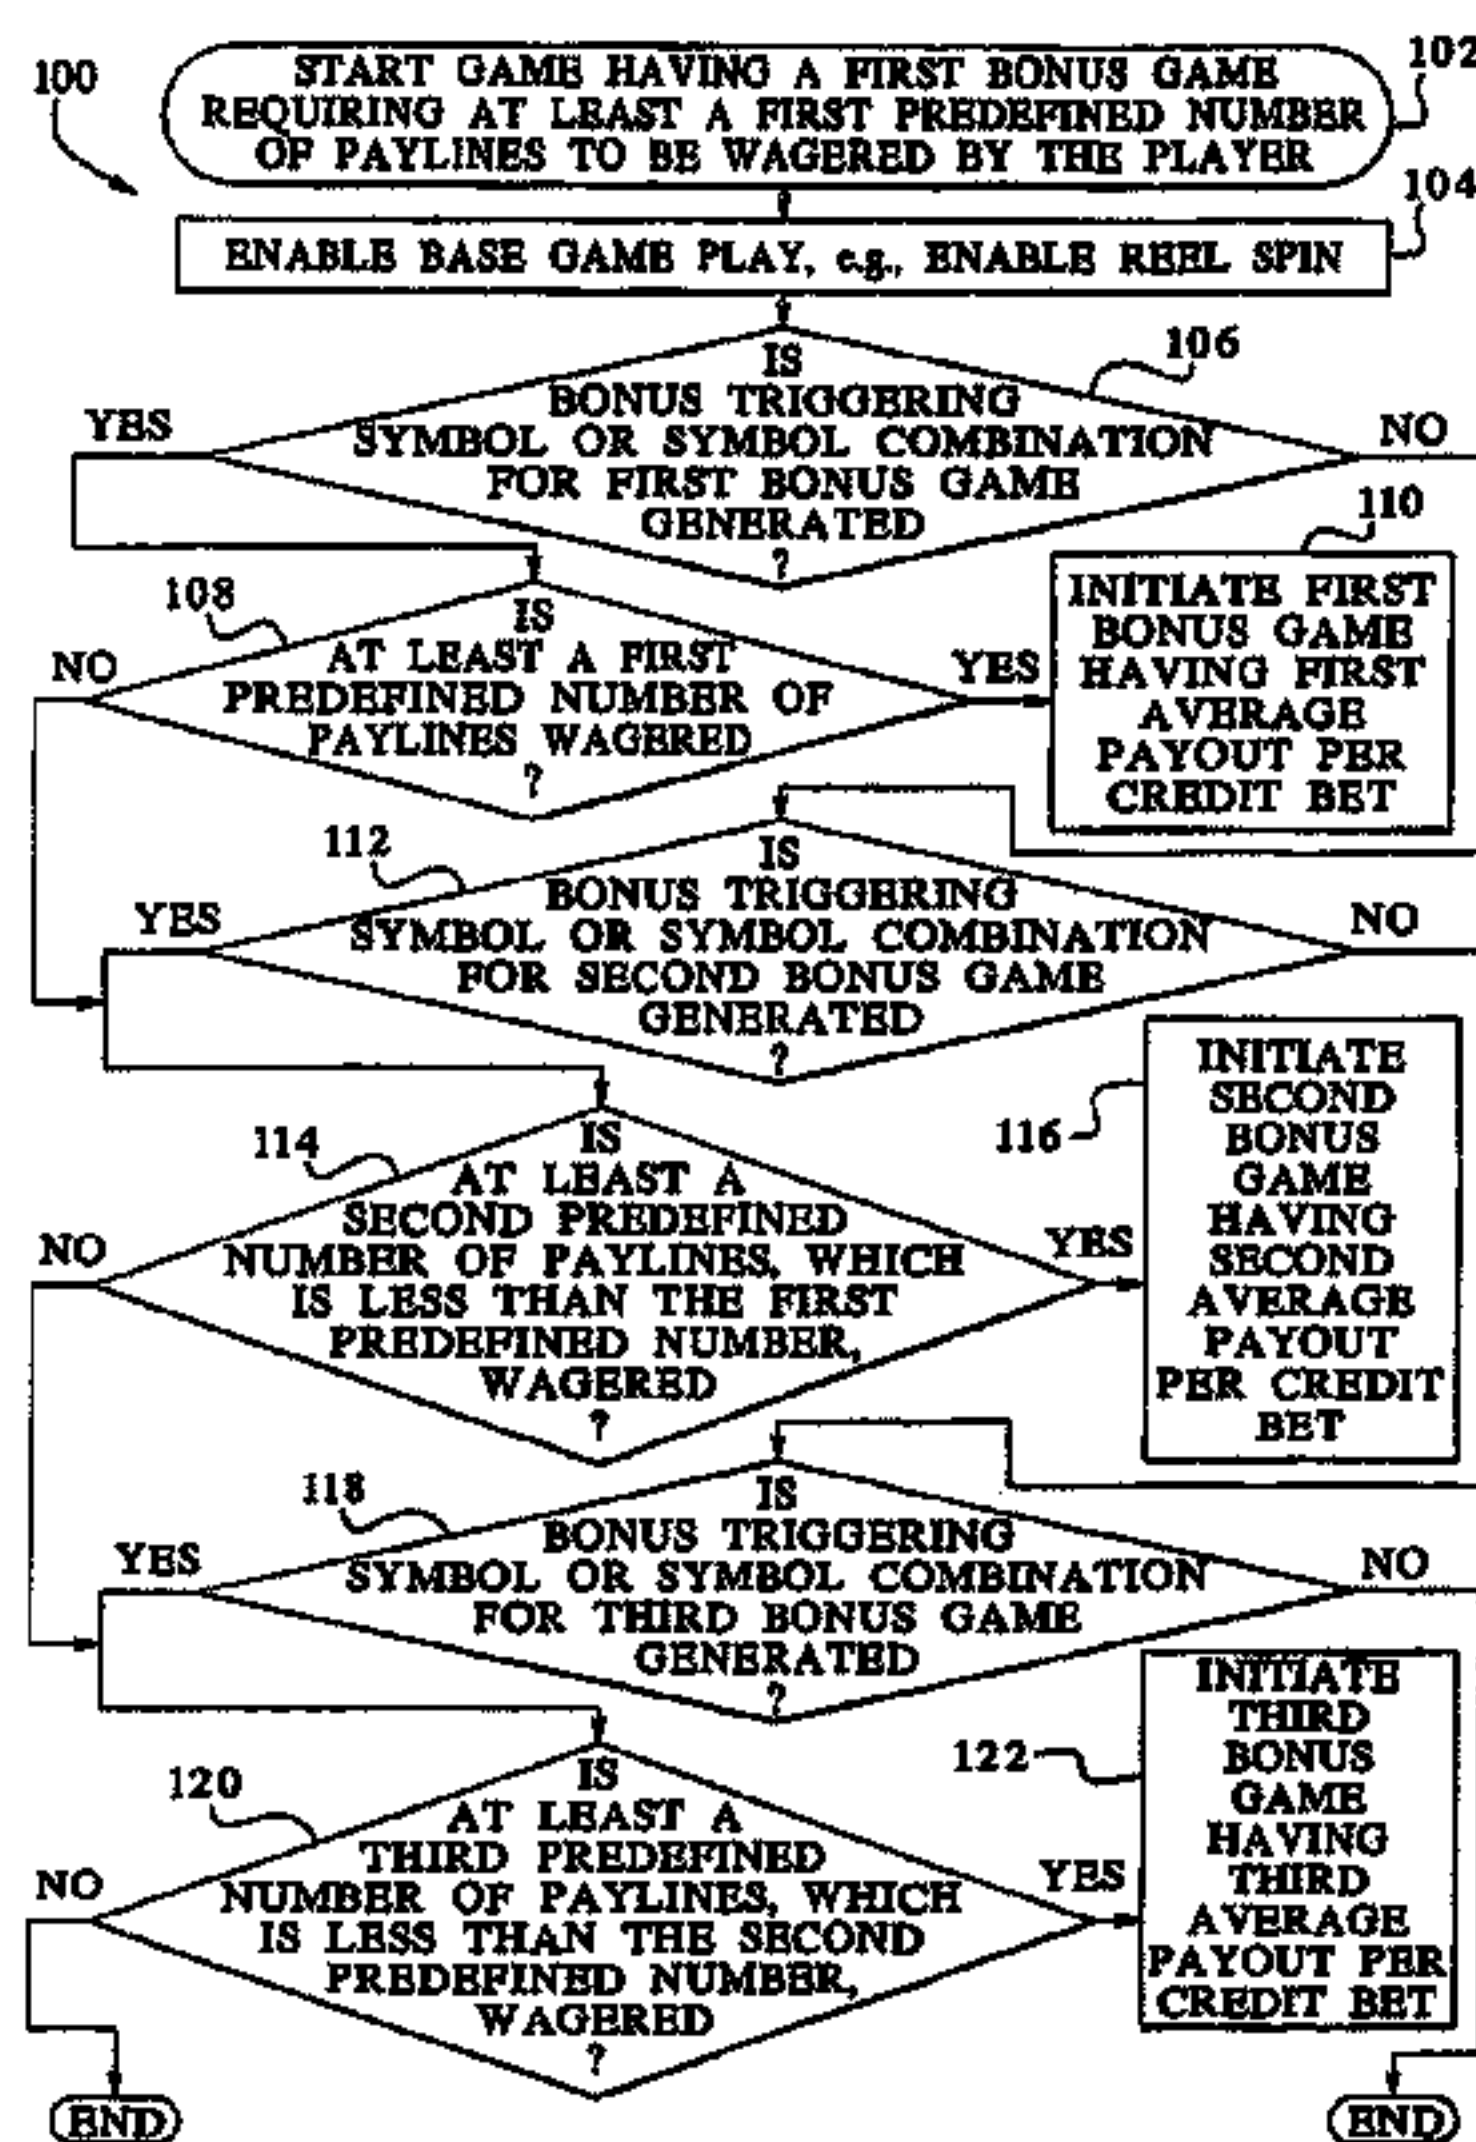 100
START GAME HAVING A FIRST BONUS GAME
REQUIRING AT LEAST A FIRST PREDEFINED NUMBER
OF PAYLINES TO BE WAGERED BY THE PLAYER
102
104
ENABLE BASE GAME PLAY, e.g., ENABLE REEL SPIN
106
IS
BONUS TRIGGERING
SYMBOL OR SYMBOL COMBINATION
FOR FIRST BONUS GAME
GENERATED
?
YES
NO
108
IS
AT LEAST A FIRST
PREDEFINED NUMBER OF
PAYLINES WAGERED
?
NO
YES
110
INITIATE FIRST
BONUS GAME
HAVING FIRST
AVERAGE
PAYOUT PER
CREDIT BET
112
IS
BONUS TRIGGERING
SYMBOL OR SYMBOL COMBINATION
FOR SECOND BONUS GAME
GENERATED
?
YES
NO
114
IS
AT LEAST A
SECOND PREDEFINED
NUMBER OF PAYLINES, WHICH
IS LESS THAN THE FIRST
PREDEFINED NUMBER,
WAGERED
?
NO
YES
116
INITIATE
SECOND
BONUS
GAME
HAVING
SECOND
AVERAGE
PAYOUT
PER CREDIT
BET
118
IS
BONUS TRIGGERING
SYMBOL OR SYMBOL COMBINATION
FOR THIRD BONUS GAME
GENERATED
?
YES
NO
120
IS
AT LEAST A
THIRD PREDEFINED
NUMBER OF PAYLINES, WHICH
IS LESS THAN THE SECOND
PREDEFINED NUMBER,
WAGERED
?
NO
YES
122
INITIATE
THIRD
BONUS
GAME
HAVING
THIRD
AVERAGE
PAYOUT PER
CREDIT BET
END
END